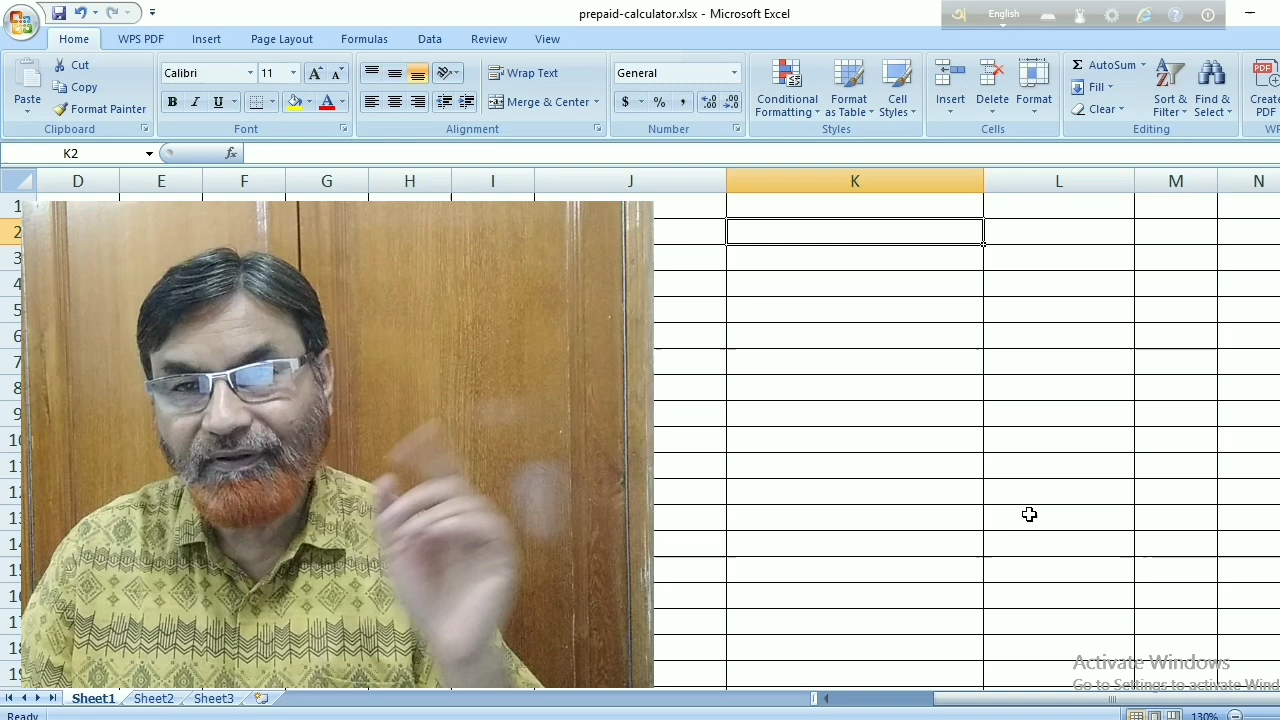 prepaid-calculator.xlsx - Microsoft Excel
English
Home WPS PDF Insert Page Layout Formulas Data Review View
Paste
Cut
Copy
Format Painter
Clipboard
Calibri 11
B I U
Font
Wrap Text
Merge & Center
Alignment
General
$ % ,
Number
Conditional Formatting
Format as Table
Cell Styles
Styles
Insert Delete Format
Cells
AutoSum
Fill
Clear
Sort & Filter
Find & Select
Editing
PDF
Create PDF
K2 fx
D E F G H I J K L M N
1
2
3
4
5
6
7
8
9
10
11
12
13
14
15
16
17
18
Activate Windows
Go to Settings to activate
Sheet1 Sheet2 Sheet3
Ready 130%